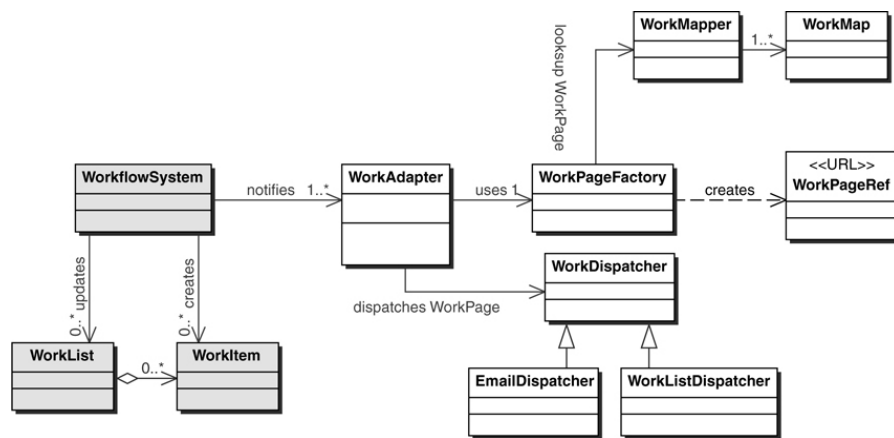 WorkMapper
1..*
WorkMap
looksup WorkPage
WorkflowSystem
notifies
1..*
WorkAdapter
uses 1
WorkPageFactory
creates
<<URL>>
WorkPageRef
0..* updates
0..* creates
dispatches WorkPage
WorkDispatcher
WorkList
0..*
WorkItem
EmailDispatcher
WorkListDispatcher